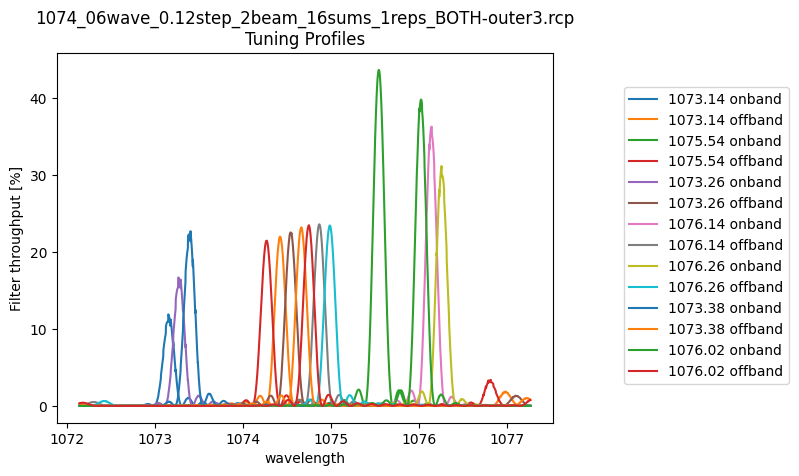 1074_06wave_0.12step_2beam_16sums_1reps_BOTH-outer3.rcp
Tuning Profiles
Filter throughput [%]
40
30
20
10
0
1072
1073
1074
1075
1076
1077
wavelength
1073.14 onband
1073.14 offband
1075.54 onband
1075.54 offband
1073.26 onband
1073.26 offband
1076.14 onband
1076.14 offband
1076.26 onband
1076.26 offband
1073.38 onband
1073.38 offband
1076.02 onband
1076.02 offband